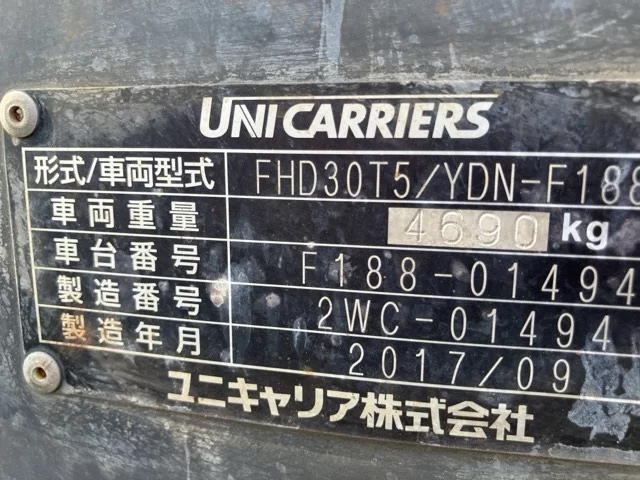 UNICARRIERS
形式/車両型式 FHD30T5/YDN-F188
車両重量 4690 kg
車台番号 F188-01494
製造番号 2WC-01494
製造年月 2017/09
ユニキャリア株式会社